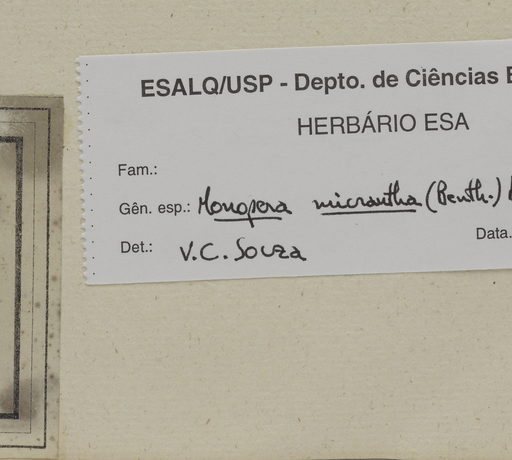 ESALQ/USP - Depto. de Ciências
HERBÁRIO ESA
Fam.:
Gên. esp.: Monopera micrantha (Benth.)
Det.: V.C. Souza
Data.